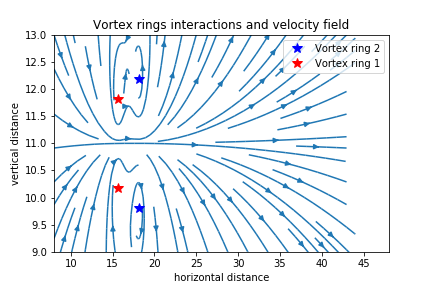 Vortex rings interactions and velocity field
Vortex ring 2
Vortex ring 1
vertical distance
13.0
12.5
12.0
11.5
11.0
10.5
10.0
9.5
9.0
10 15 20 25 30 35 40 45
horizontal distance